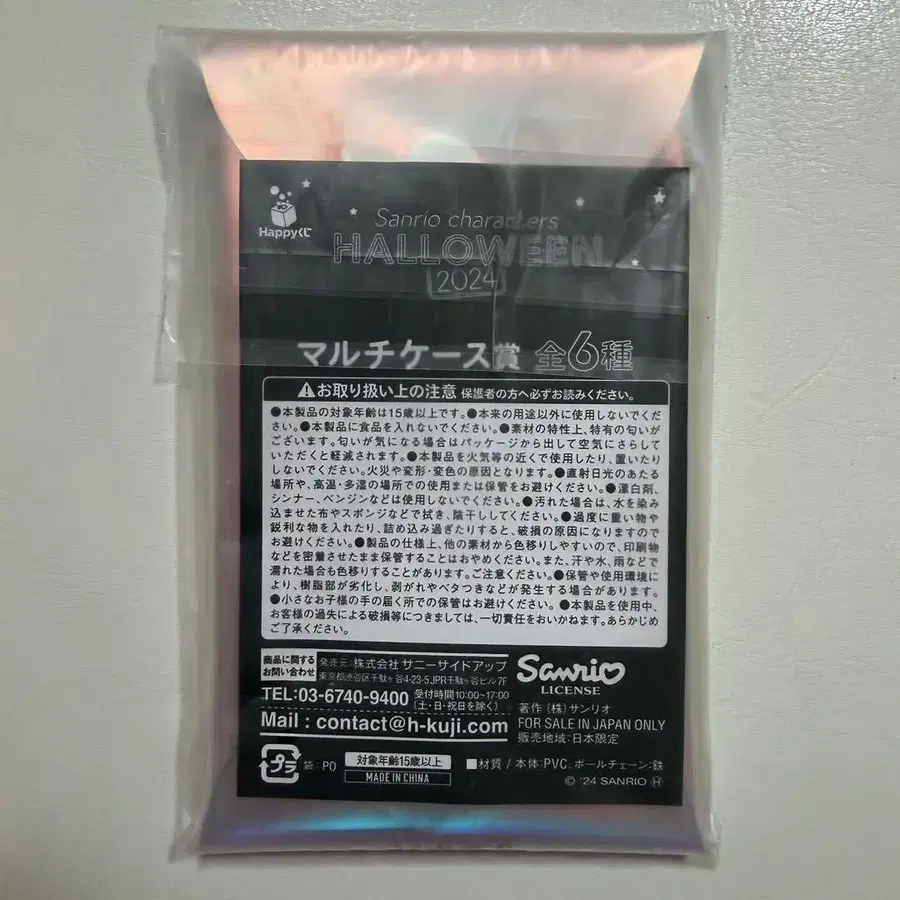 Happyくじ
Sanrio characters
HALLOWEEN
2024
マルチケース賞 全6種
お取り扱い上の注意 保護者の方へ必ずお読みください。
●本製品の対象年齢は15歳以上です。●本来の用途以外に使用しないでくだ
さい。●本製品に食品を入れないでください。●素材の特性上、特有の匂いが
ございます。匂いが気になる場合はパッケージから出して空気にさらして
いただくと軽減されます。●本製品を火気等の近くで使用したり、置いたり
しないでください。火災や変形・変色の原因となります。●直射日光のあたる
場所や、高温・多湿の場所での使用または保管をお避けください。●漂白剤、
シンナー、ベンジンなどは使用しないでください。●汚れた場合は、水を染み
込ませた布やスポンジなどで拭き、陰干ししてください。●過度に重い物や
鋭利な物を入れたり、詰め込み過ぎたりすると、破損の原因になりますので
お避けください。●製品の仕様上、他の素材から色移りしやすいので、印刷物
などを密着させたまま保管することはおやめください。また、汗や水、雨などで
濡れた場合も色移りすることがあります。ご注意ください。●保管や使用環境に
より、樹脂部が劣化し、剥がれやベタつきなどが発生する場合があります。
●小さなお子様の手の届く所での保管はお避けください。●本製品を使用中、
お客様の過失による破損等につきましては、一切責任をおいかねます。あらかじめ
ご了承ください。
商品に関する
お問い合わせ
発売元:株式会社 サニーサイドアップ
東京都渋谷区千駄ヶ谷4-23-5 JPR千駄ヶ谷ビル7F
TEL:03-6740-9400 受付時間10:00~17:00
(土・日・祝日を除く)
Mail : contact@h-kuji.com
Sanrio
LICENSE
著作(株)サンリオ
FOR SALE IN JAPAN ONLY
販売地域:日本限定
プラ
袋:PO
対象年齢15歳以上
MADE IN CHINA
■材質/本体:PVC、ボールチェーン:鉄
© '24 SANRIO Ⓗ